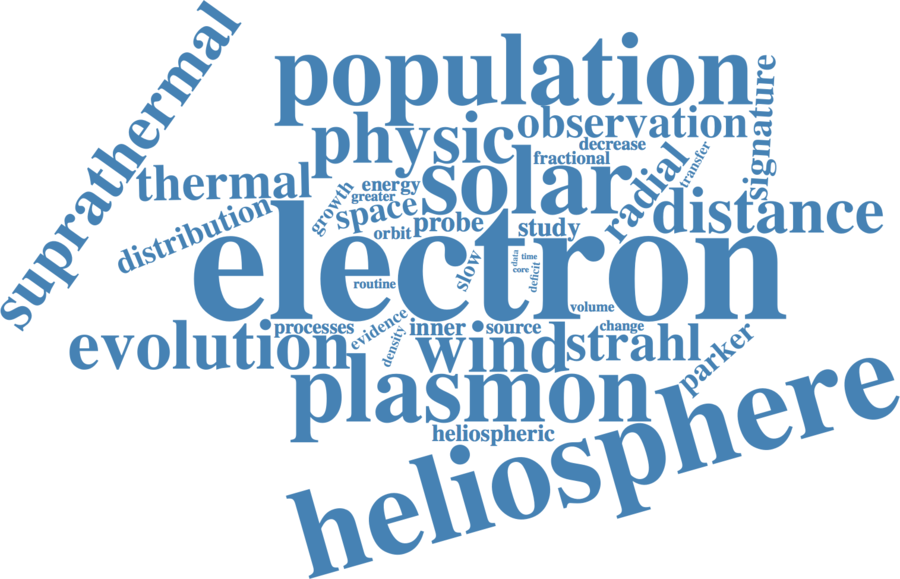 suprathermal
population
signature
physic
observation
decrease
fractional
transfer
thermal
energy
solar
radial
growth
greater
space
distribution
orbit
probe
study
distance
electron
slow
data
time
core
deficit
routine
volume
evolution
processes
evidence
density
inner
source
change
wind
strahl
parker
plasmon
heliospheric
heliosphere